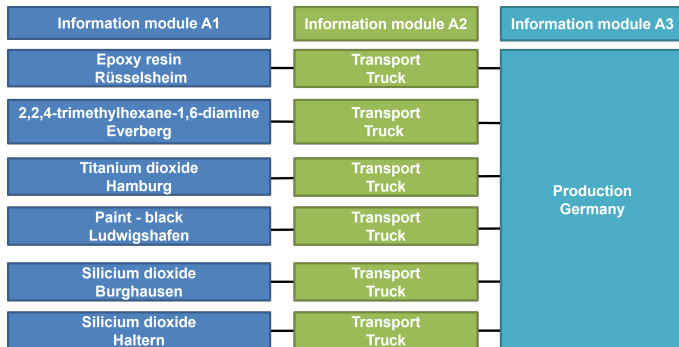 Information module A1
Information module A2
Information module A3
Epoxy resin
Rüsselsheim
Transport
Truck
2,2,4-trimethylhexane-1,6-diamine
Everberg
Transport
Truck
Titanium dioxide
Hamburg
Transport
Truck
Production
Germany
Paint - black
Ludwigshafen
Transport
Truck
Silicium dioxide
Burghausen
Transport
Truck
Silicium dioxide
Haltern
Transport
Truck